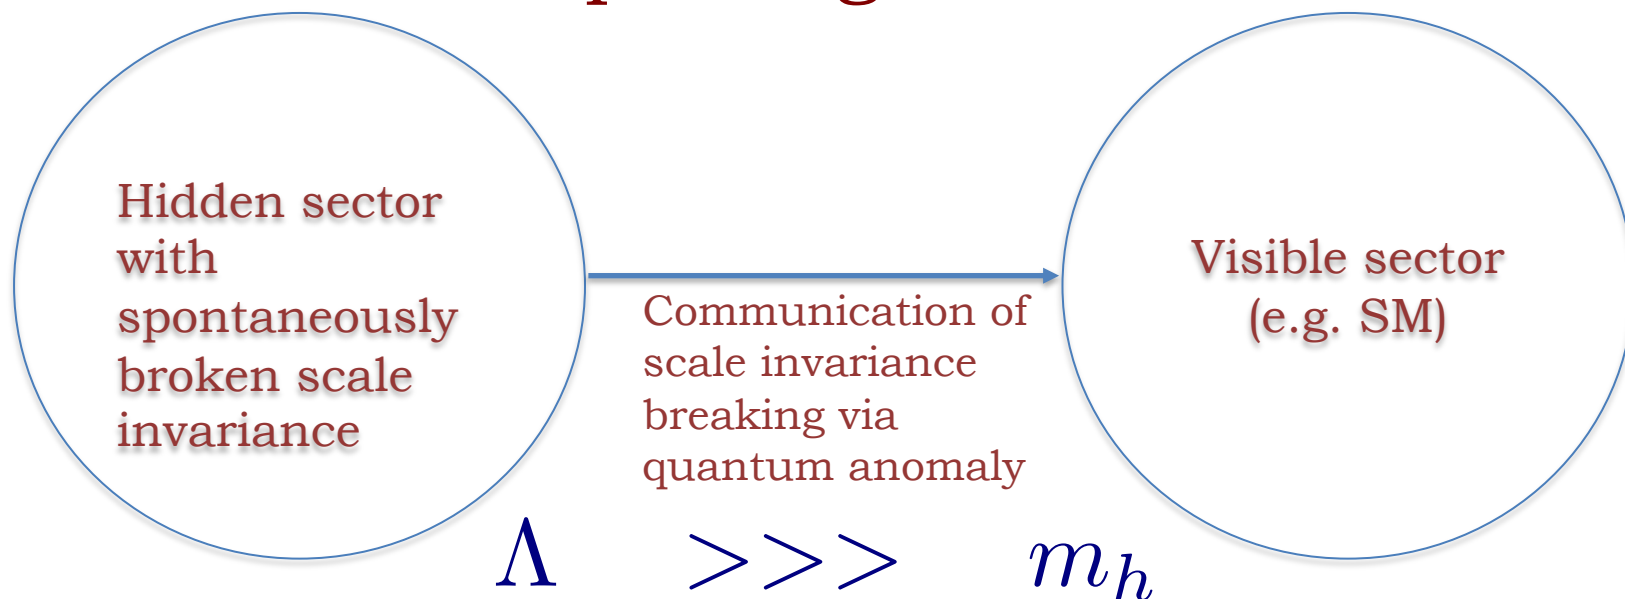 Hidden sector
with
spontaneously
broken scale
invariance
Communication of
scale invariance
breaking via
quantum anomaly
Visible sector
(e.g. SM)
Λ >>> m_h